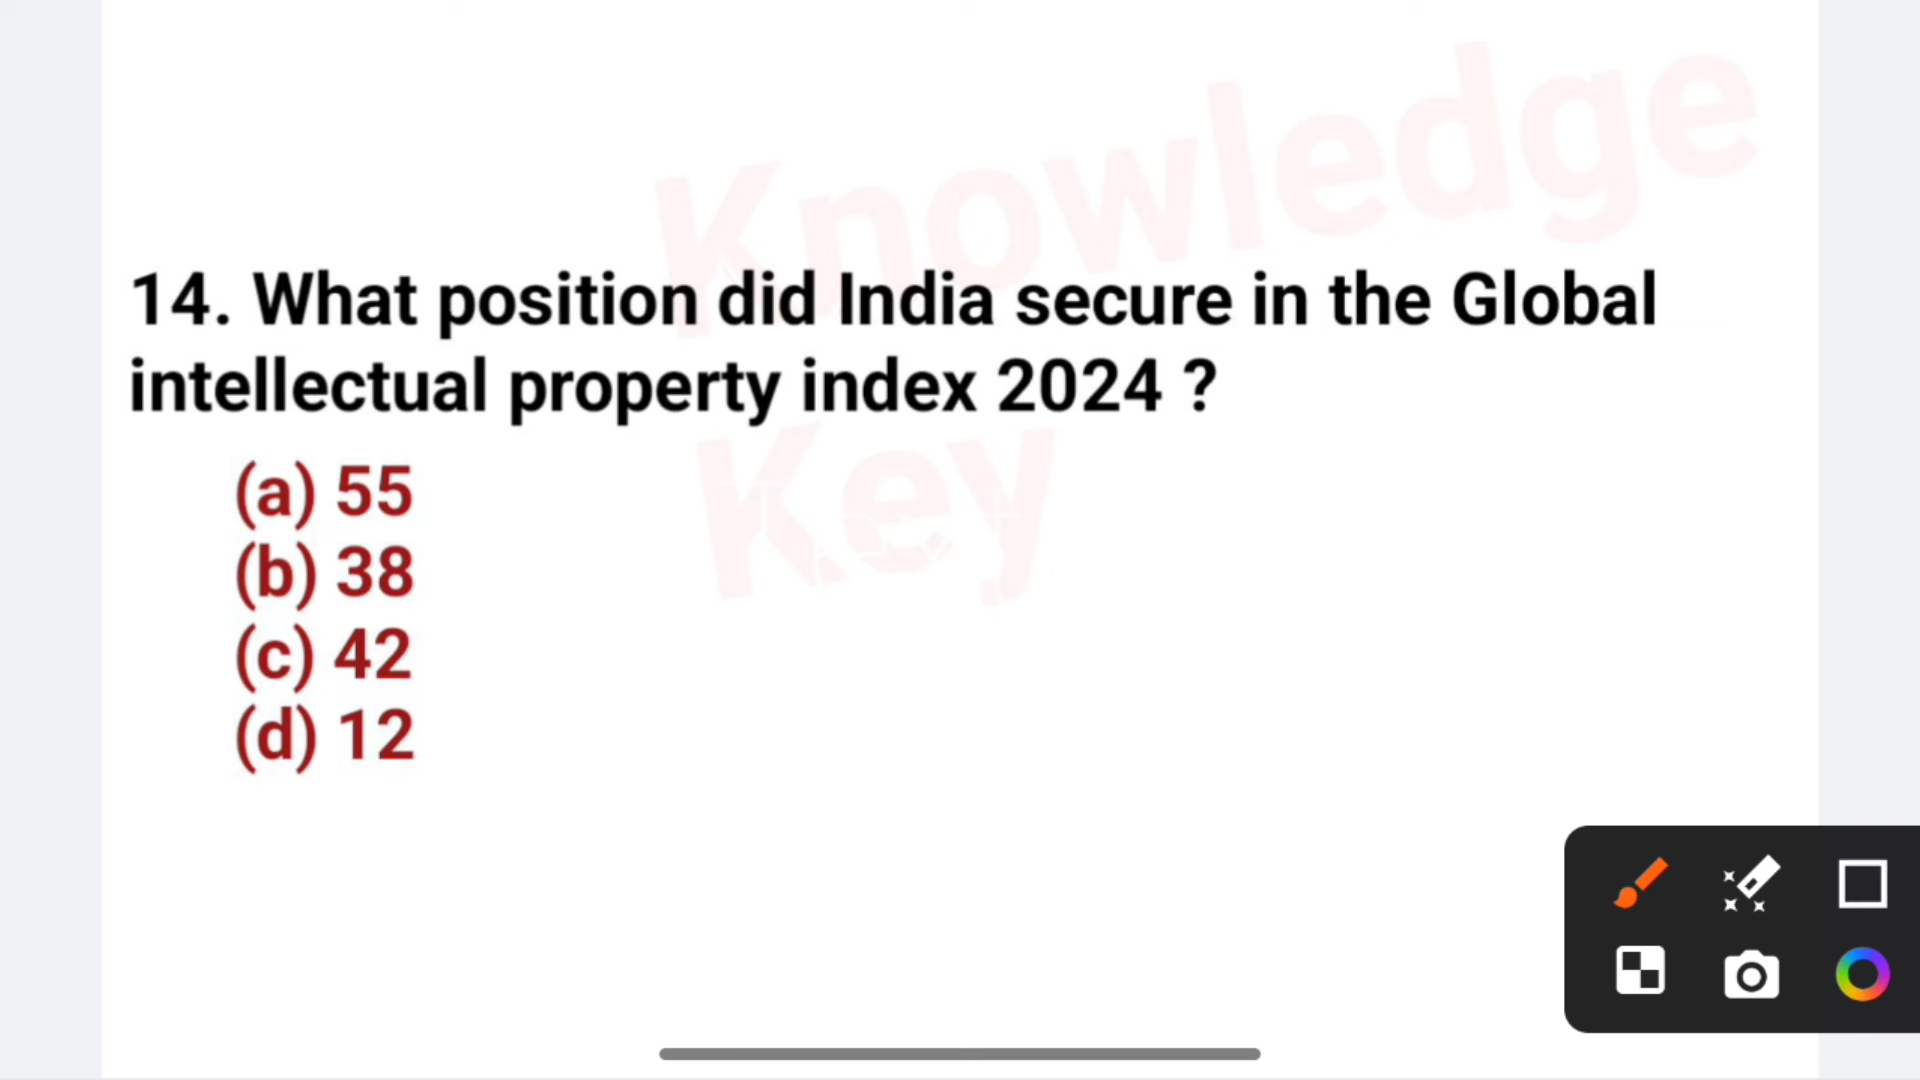 Knowledge
14. What position did India secure in the Global
intellectual property index 2024 ?
Key
(a) 55
(b) 38
(c) 42
(d) 12